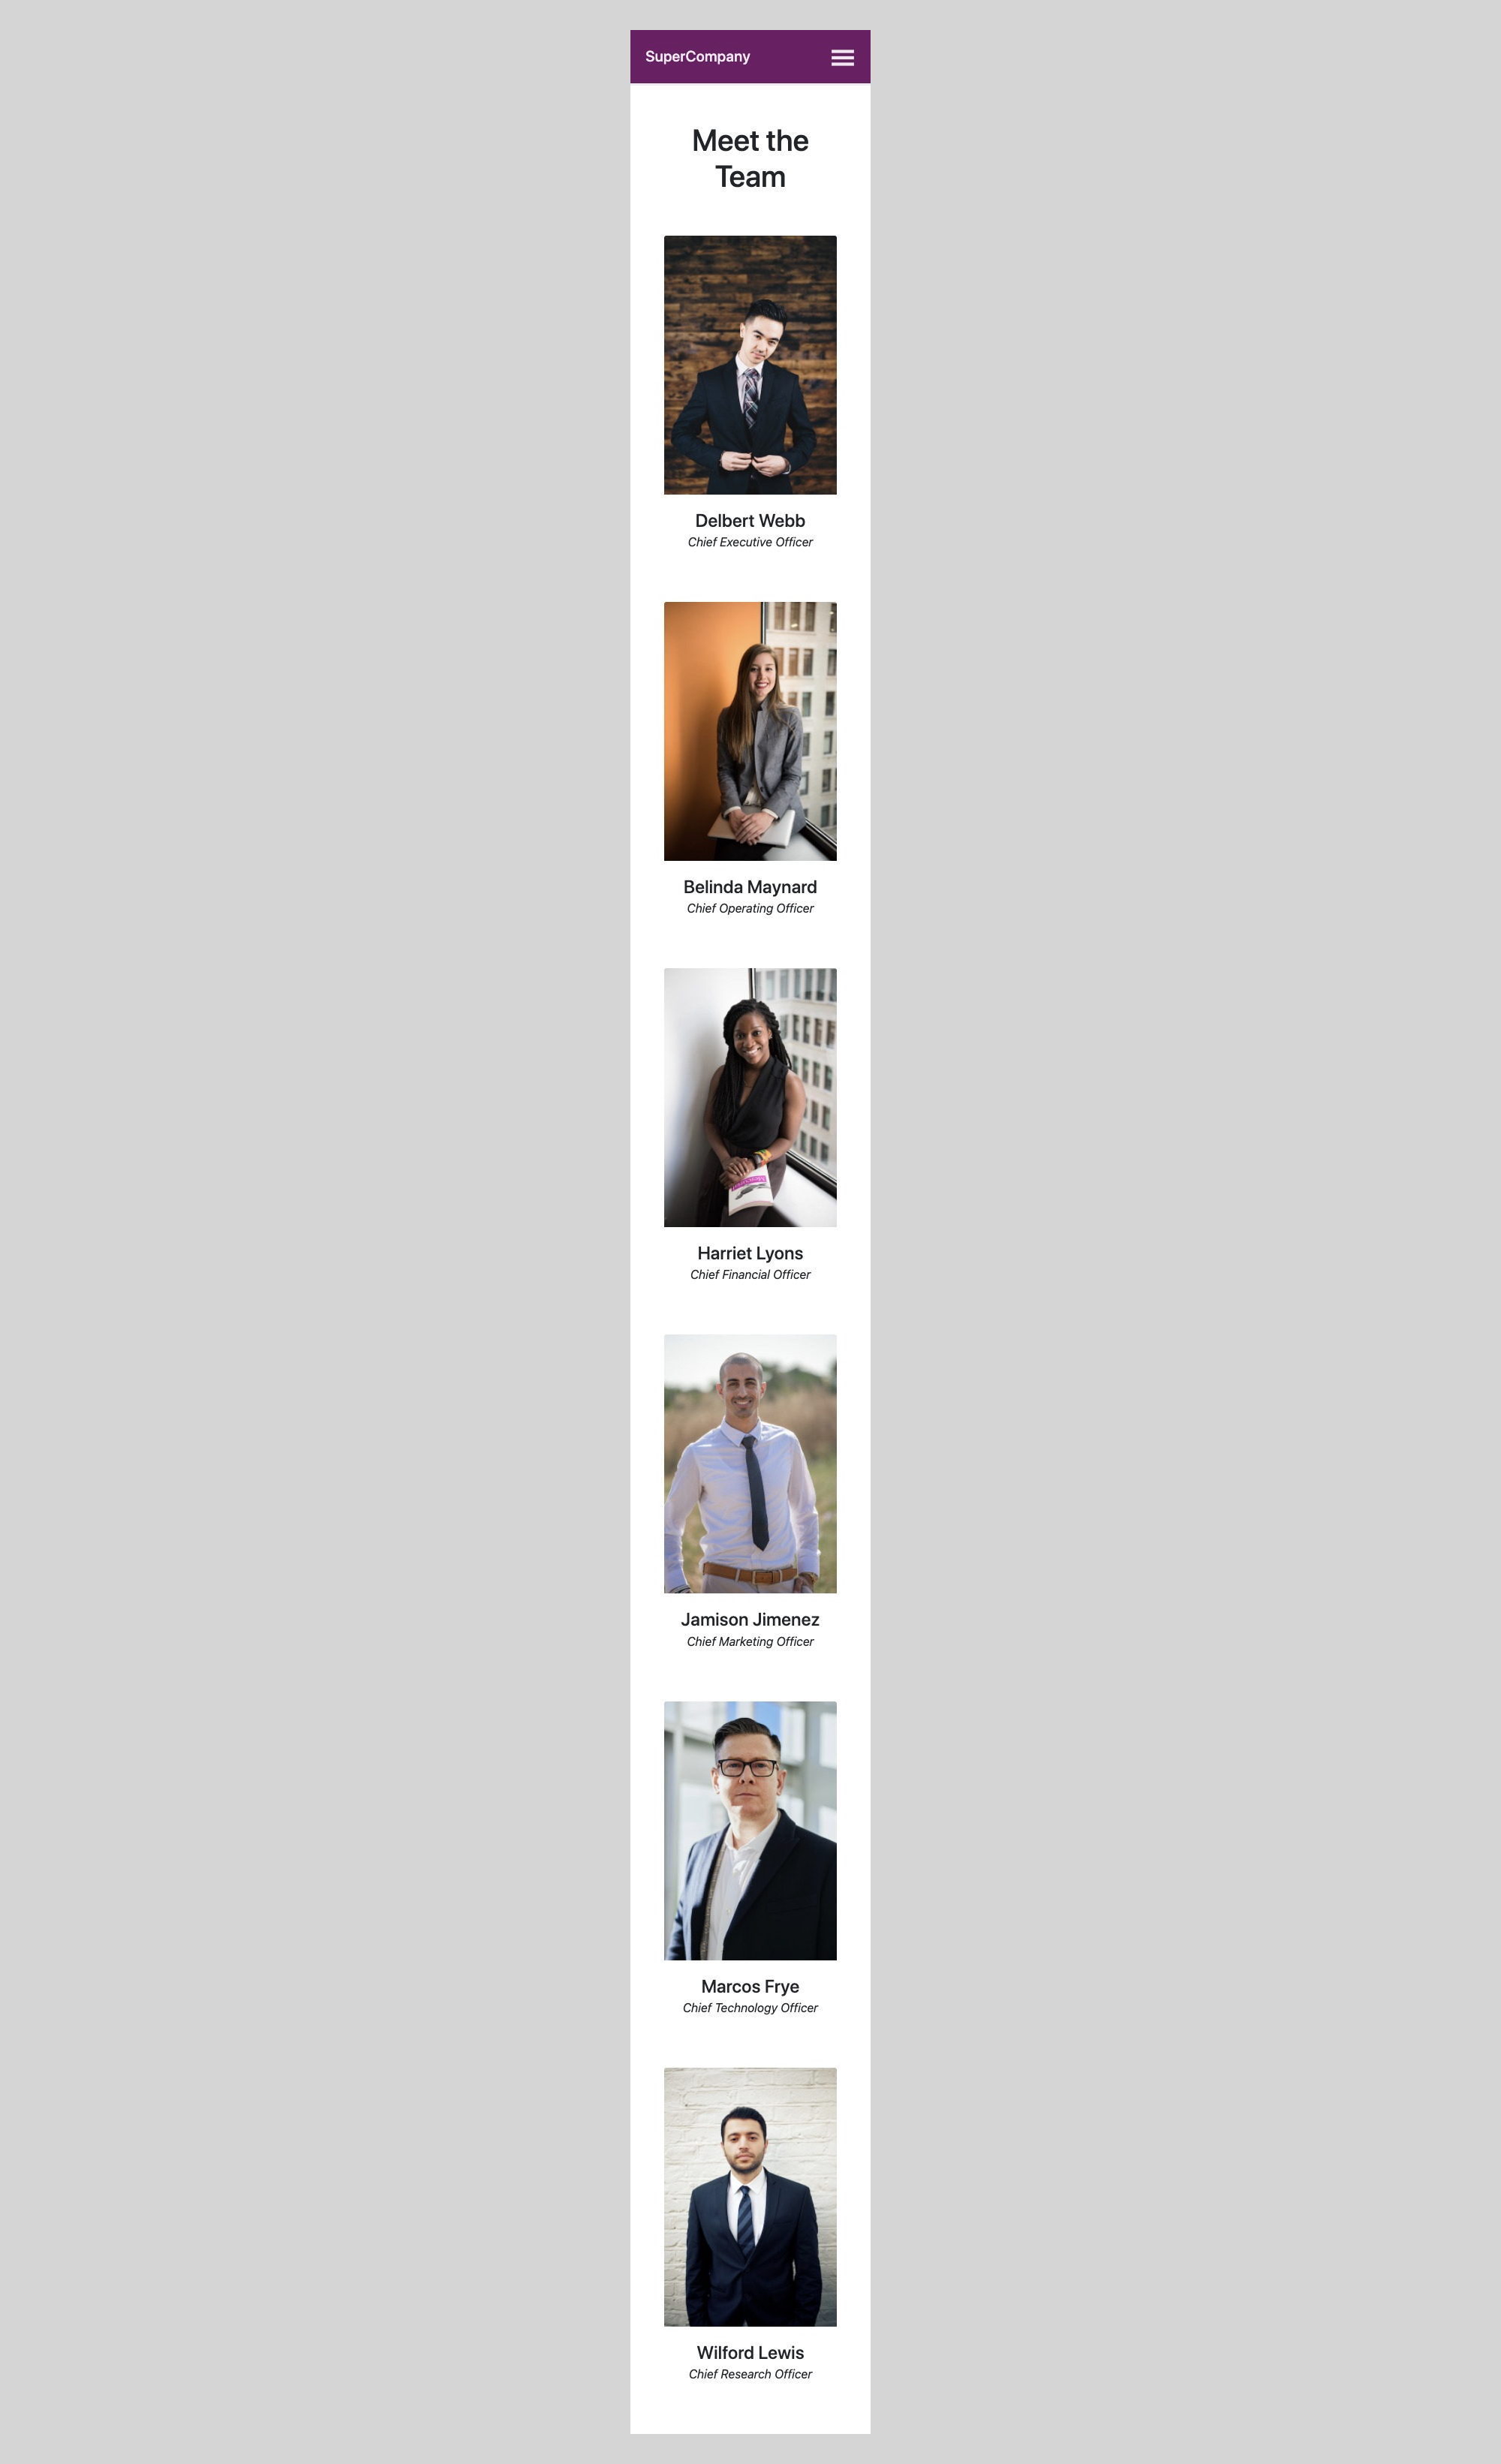 SuperCompany
Meet the
Team
Delbert Webb
Chief Executive Officer
Belinda Maynard
Chief Operating Officer
Harriet Lyons
Chief Financial Officer
Jamison Jimenez
Chief Marketing Officer
Marcos Frye
Chief Technology Officer
Wilford Lewis
Chief Research Officer